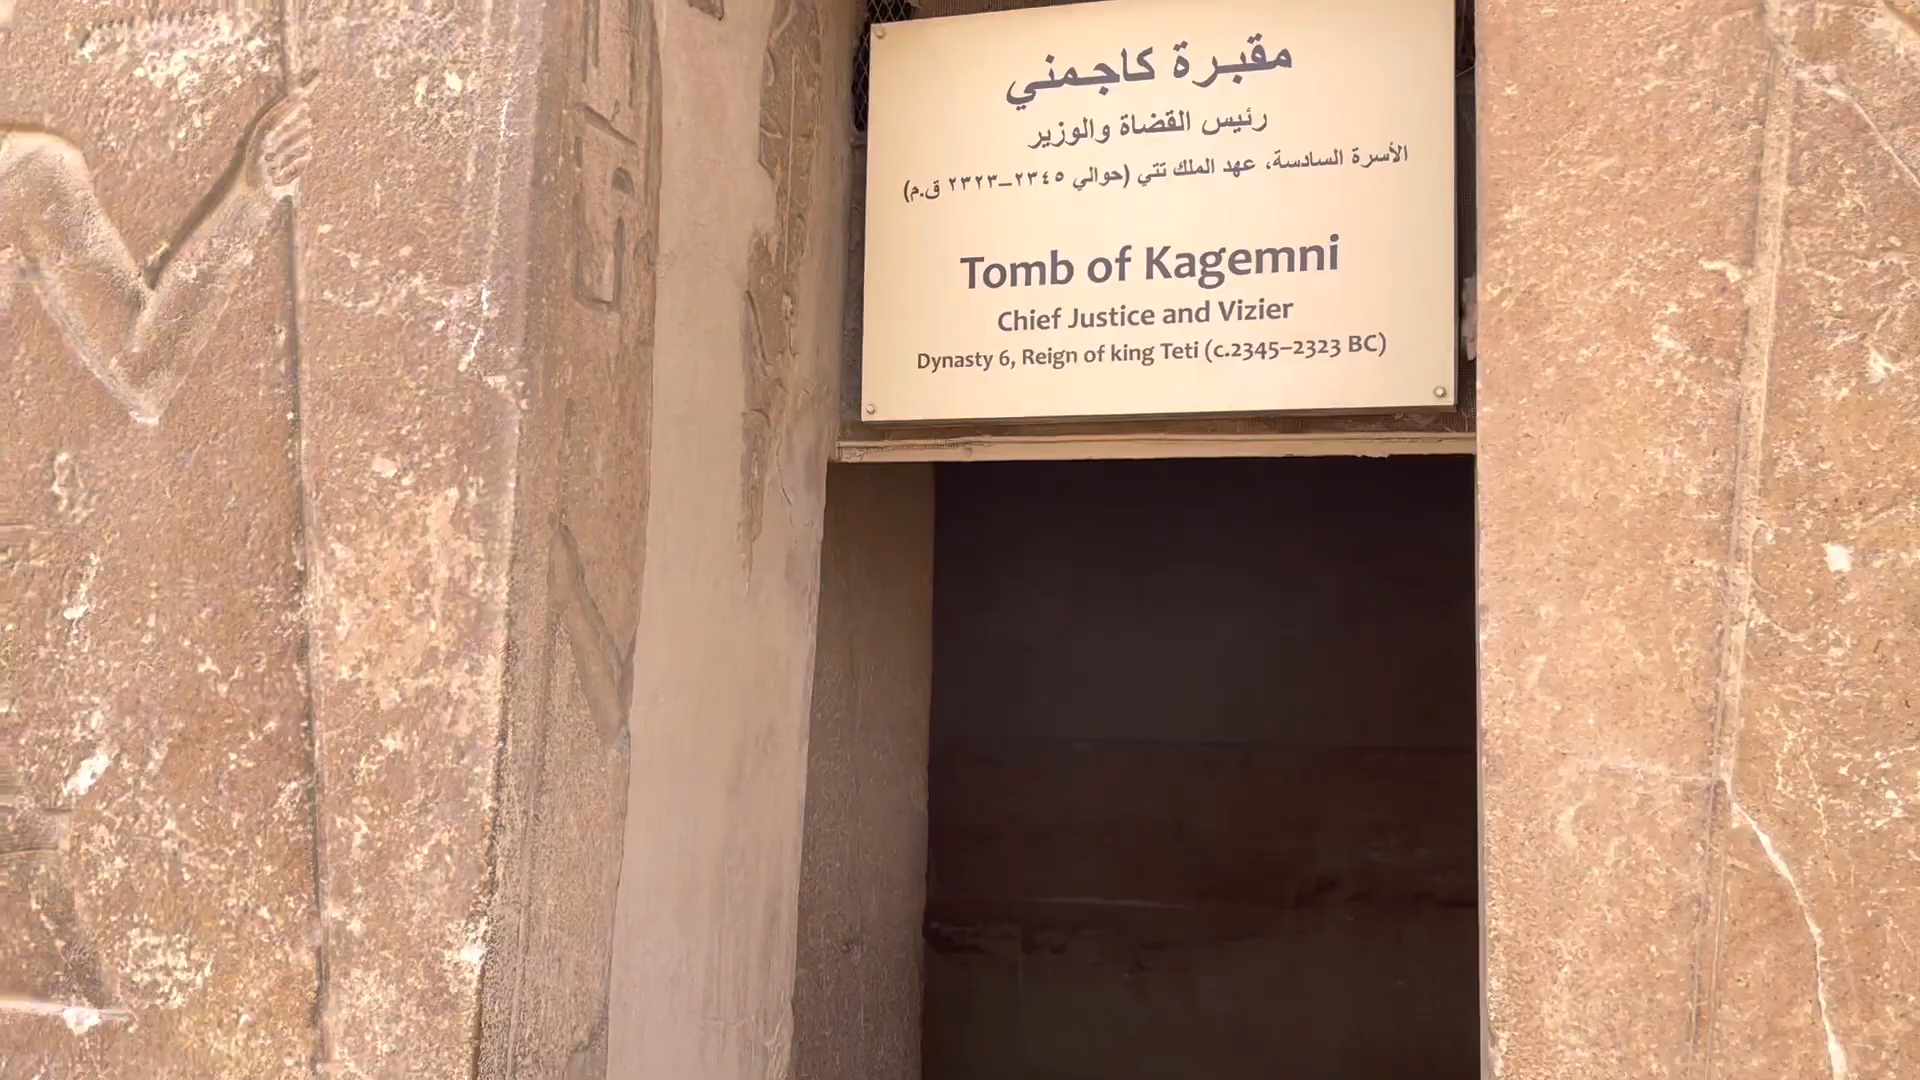 مقبرة كاجمني
رئيس القضاة والوزير
الأسرة السادسة، عهد الملك تتي (حوالي ٢٣٤٥–٢٣٢٣ ق.م)
Tomb of Kagemni
Chief Justice and Vizier
Dynasty 6, Reign of king Teti (c.2345–2323 BC)